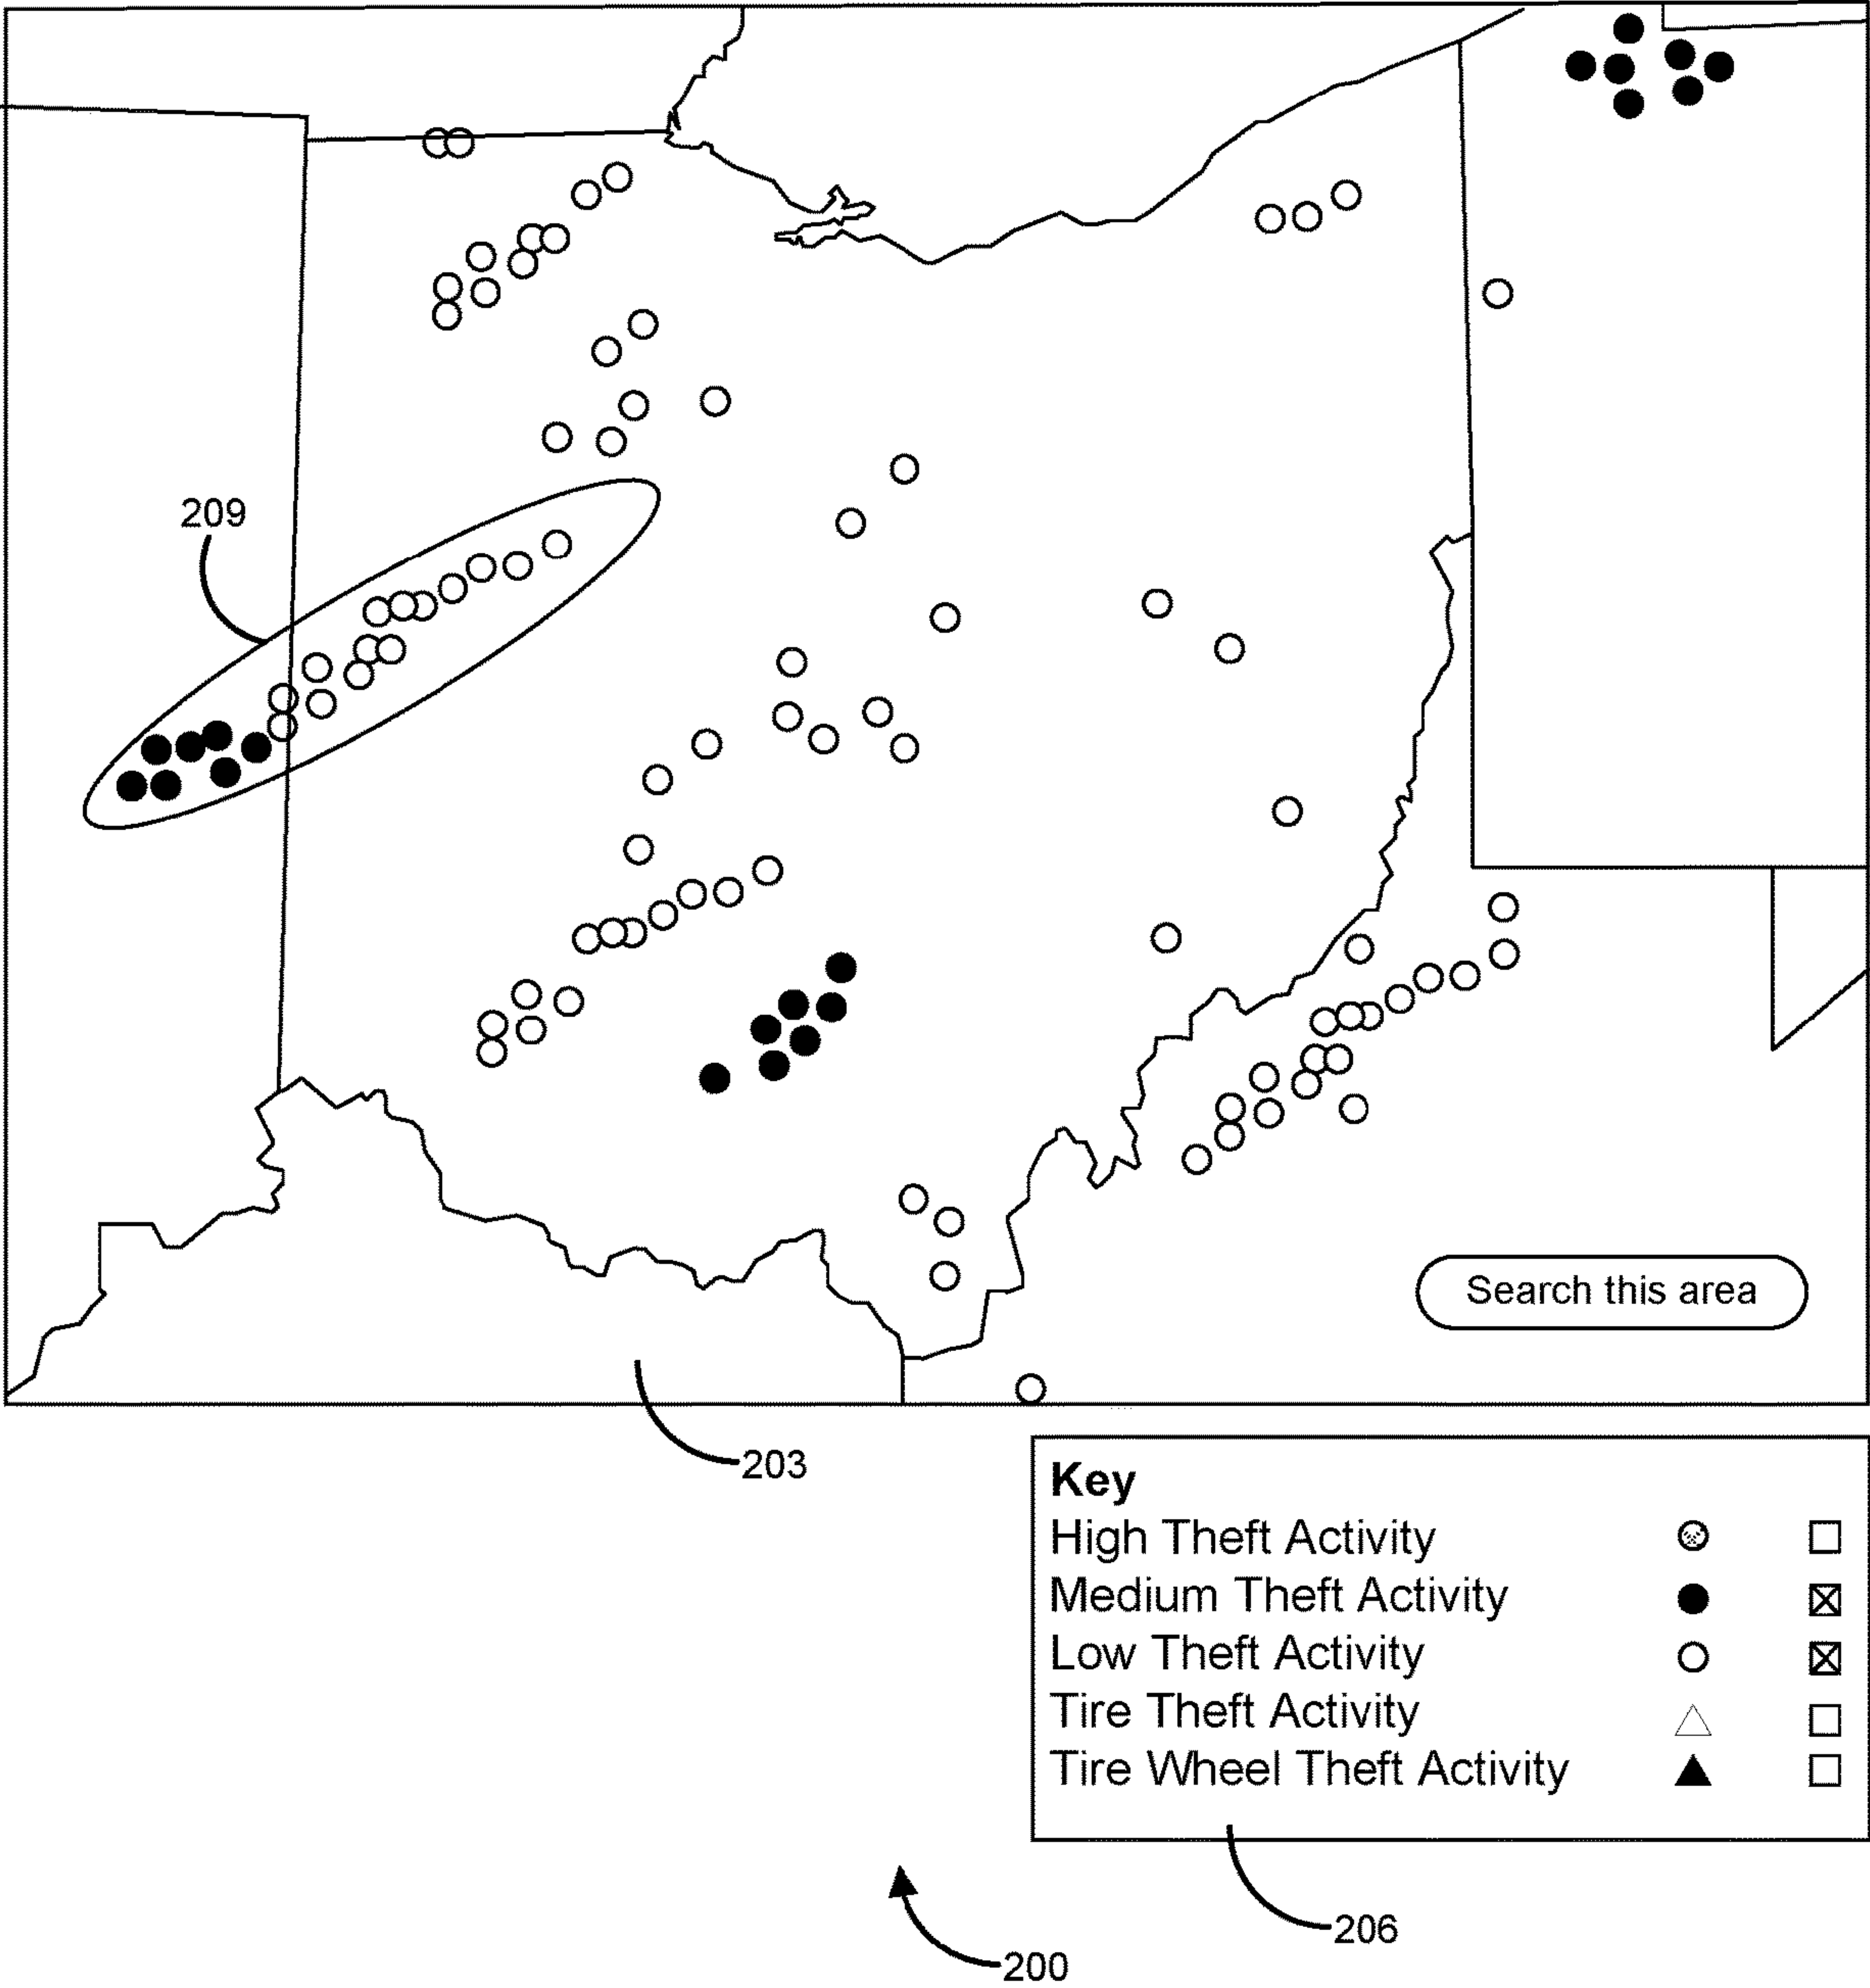 209
Search this area
203
Key
High Theft Activity
Medium Theft Activity
Low Theft Activity
Tire Theft Activity
Tire Wheel Theft Activity
206
200